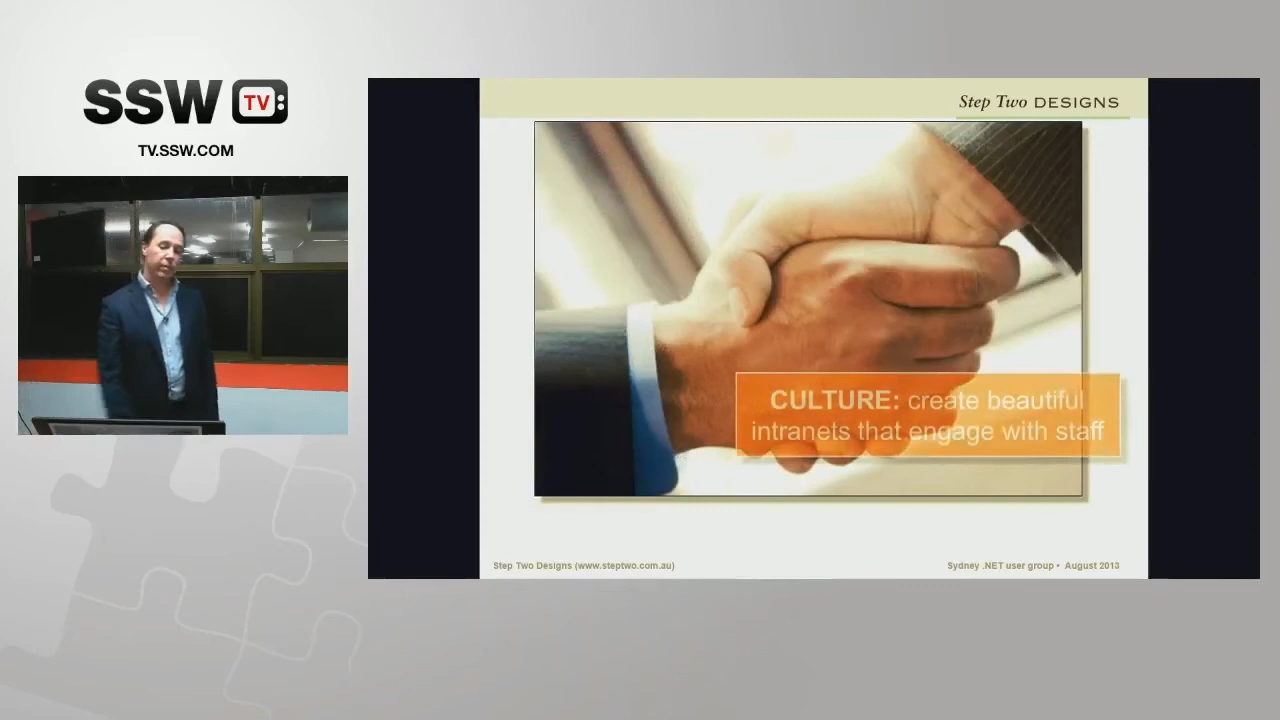 SSW TV
TV.SSW.COM
Step Two DESIGNS
CULTURE: create beautiful
intranets that engage with staff
Step Two Designs (www.steptwo.com.au)
Sydney .NET user group • August 2013